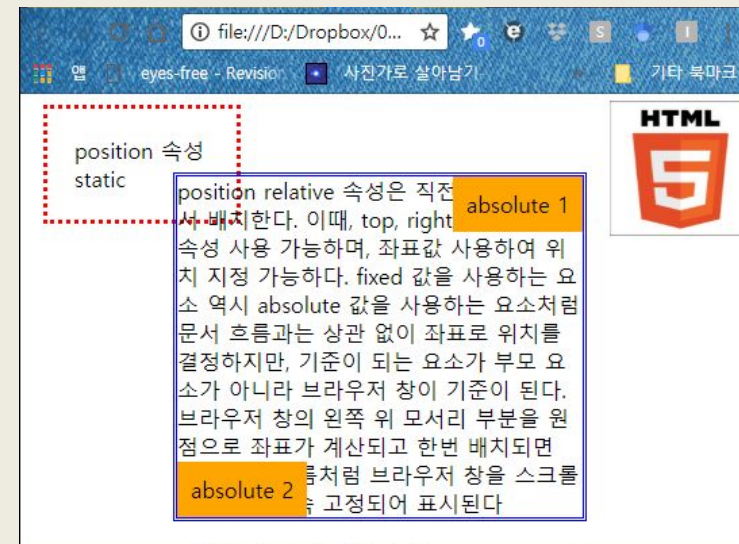 file:///D:/Dropbox/0...
0
S
앱
eyes-free - Revision
사진가로 살아남기
기타 북마크
HTML
5
position 속성
static
position relative 속성은 직전
absolute 1
서 배치한다. 이때, top, right
속성 사용 가능하며, 좌표값 사용하여 위
치 지정 가능하다. fixed 값을 사용하는 요
소 역시 absolute 값을 사용하는 요소처럼
문서 흐름과는 상관 없이 좌표로 위치를
결정하지만, 기준이 되는 요소가 부모 요
소가 아니라 브라우저 창이 기준이 된다.
브라우저 창의 왼쪽 위 모서리 부분을 원
점으로 좌표가 계산되고 한번 배치되면
absolute 2
처럼 브라우저 창을 스크롤
고정되어 표시된다